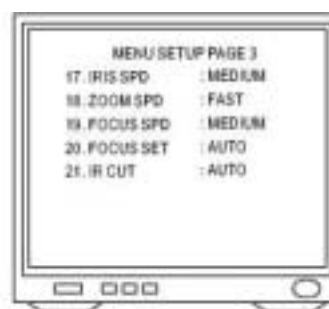 MENU SETUP PAGE 3
17. IRIS SPD : MEDIUM
18. ZOOM SPD : FAST
19. FOCUS SPD : MEDIUM
20. FOCUS SET : AUTO
21. IR CUT : AUTO